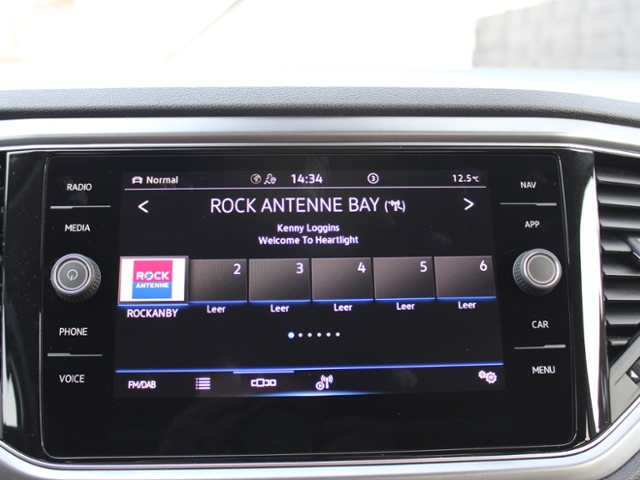 RADIO
MEDIA
PHONE
VOICE
Normal
14:34
3
12.5°C
ROCK ANTENNE BAY
Kenny Loggins
Welcome To Heartlight
ROCK
ANTENNE
2
3
4
5
6
ROCKANBY
Leer
Leer
Leer
Leer
Leer
FM/DAB
NAV
APP
CAR
MENU